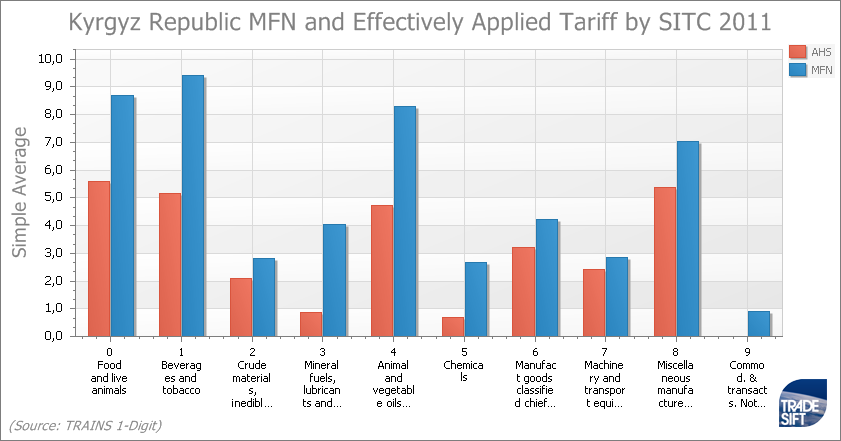 Kyrgyz Republic MFN and Effectively Applied Tariff by SITC 2011
AHS
MFN
Simple Average
10,0
9,0
8,0
7,0
6,0
5,0
4,0
3,0
2,0
1,0
0,0
0
Food
and live
animals
1
Beverag
es and
tobacco
2
Crude
material
s,
inedibl...
3
Mineral
fuels,
lubrican
ts and...
4
Animal
and
vegetabl
e oils...
5
Chemica
ls
6
Manufac
t goods
classifie
d chief...
7
Machine
ry and
transpor
t equi...
8
Miscella
neous
manufa
cture...
9
Commo
d. &
transact
s. Not...
(Source: TRAINS 1-Digit)
TRADE
SIFT